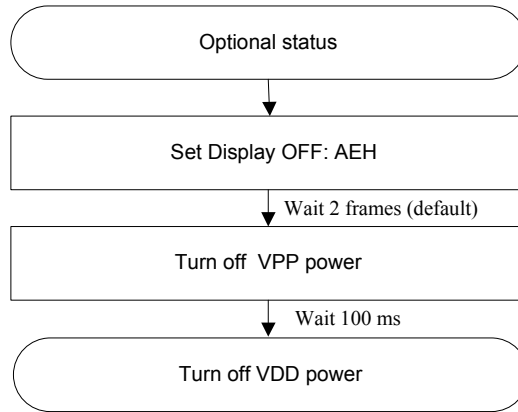 Optional status
Set Display OFF: AEH
Wait 2 frames (default)
Turn off VPP power
Wait 100 ms
Turn off VDD power